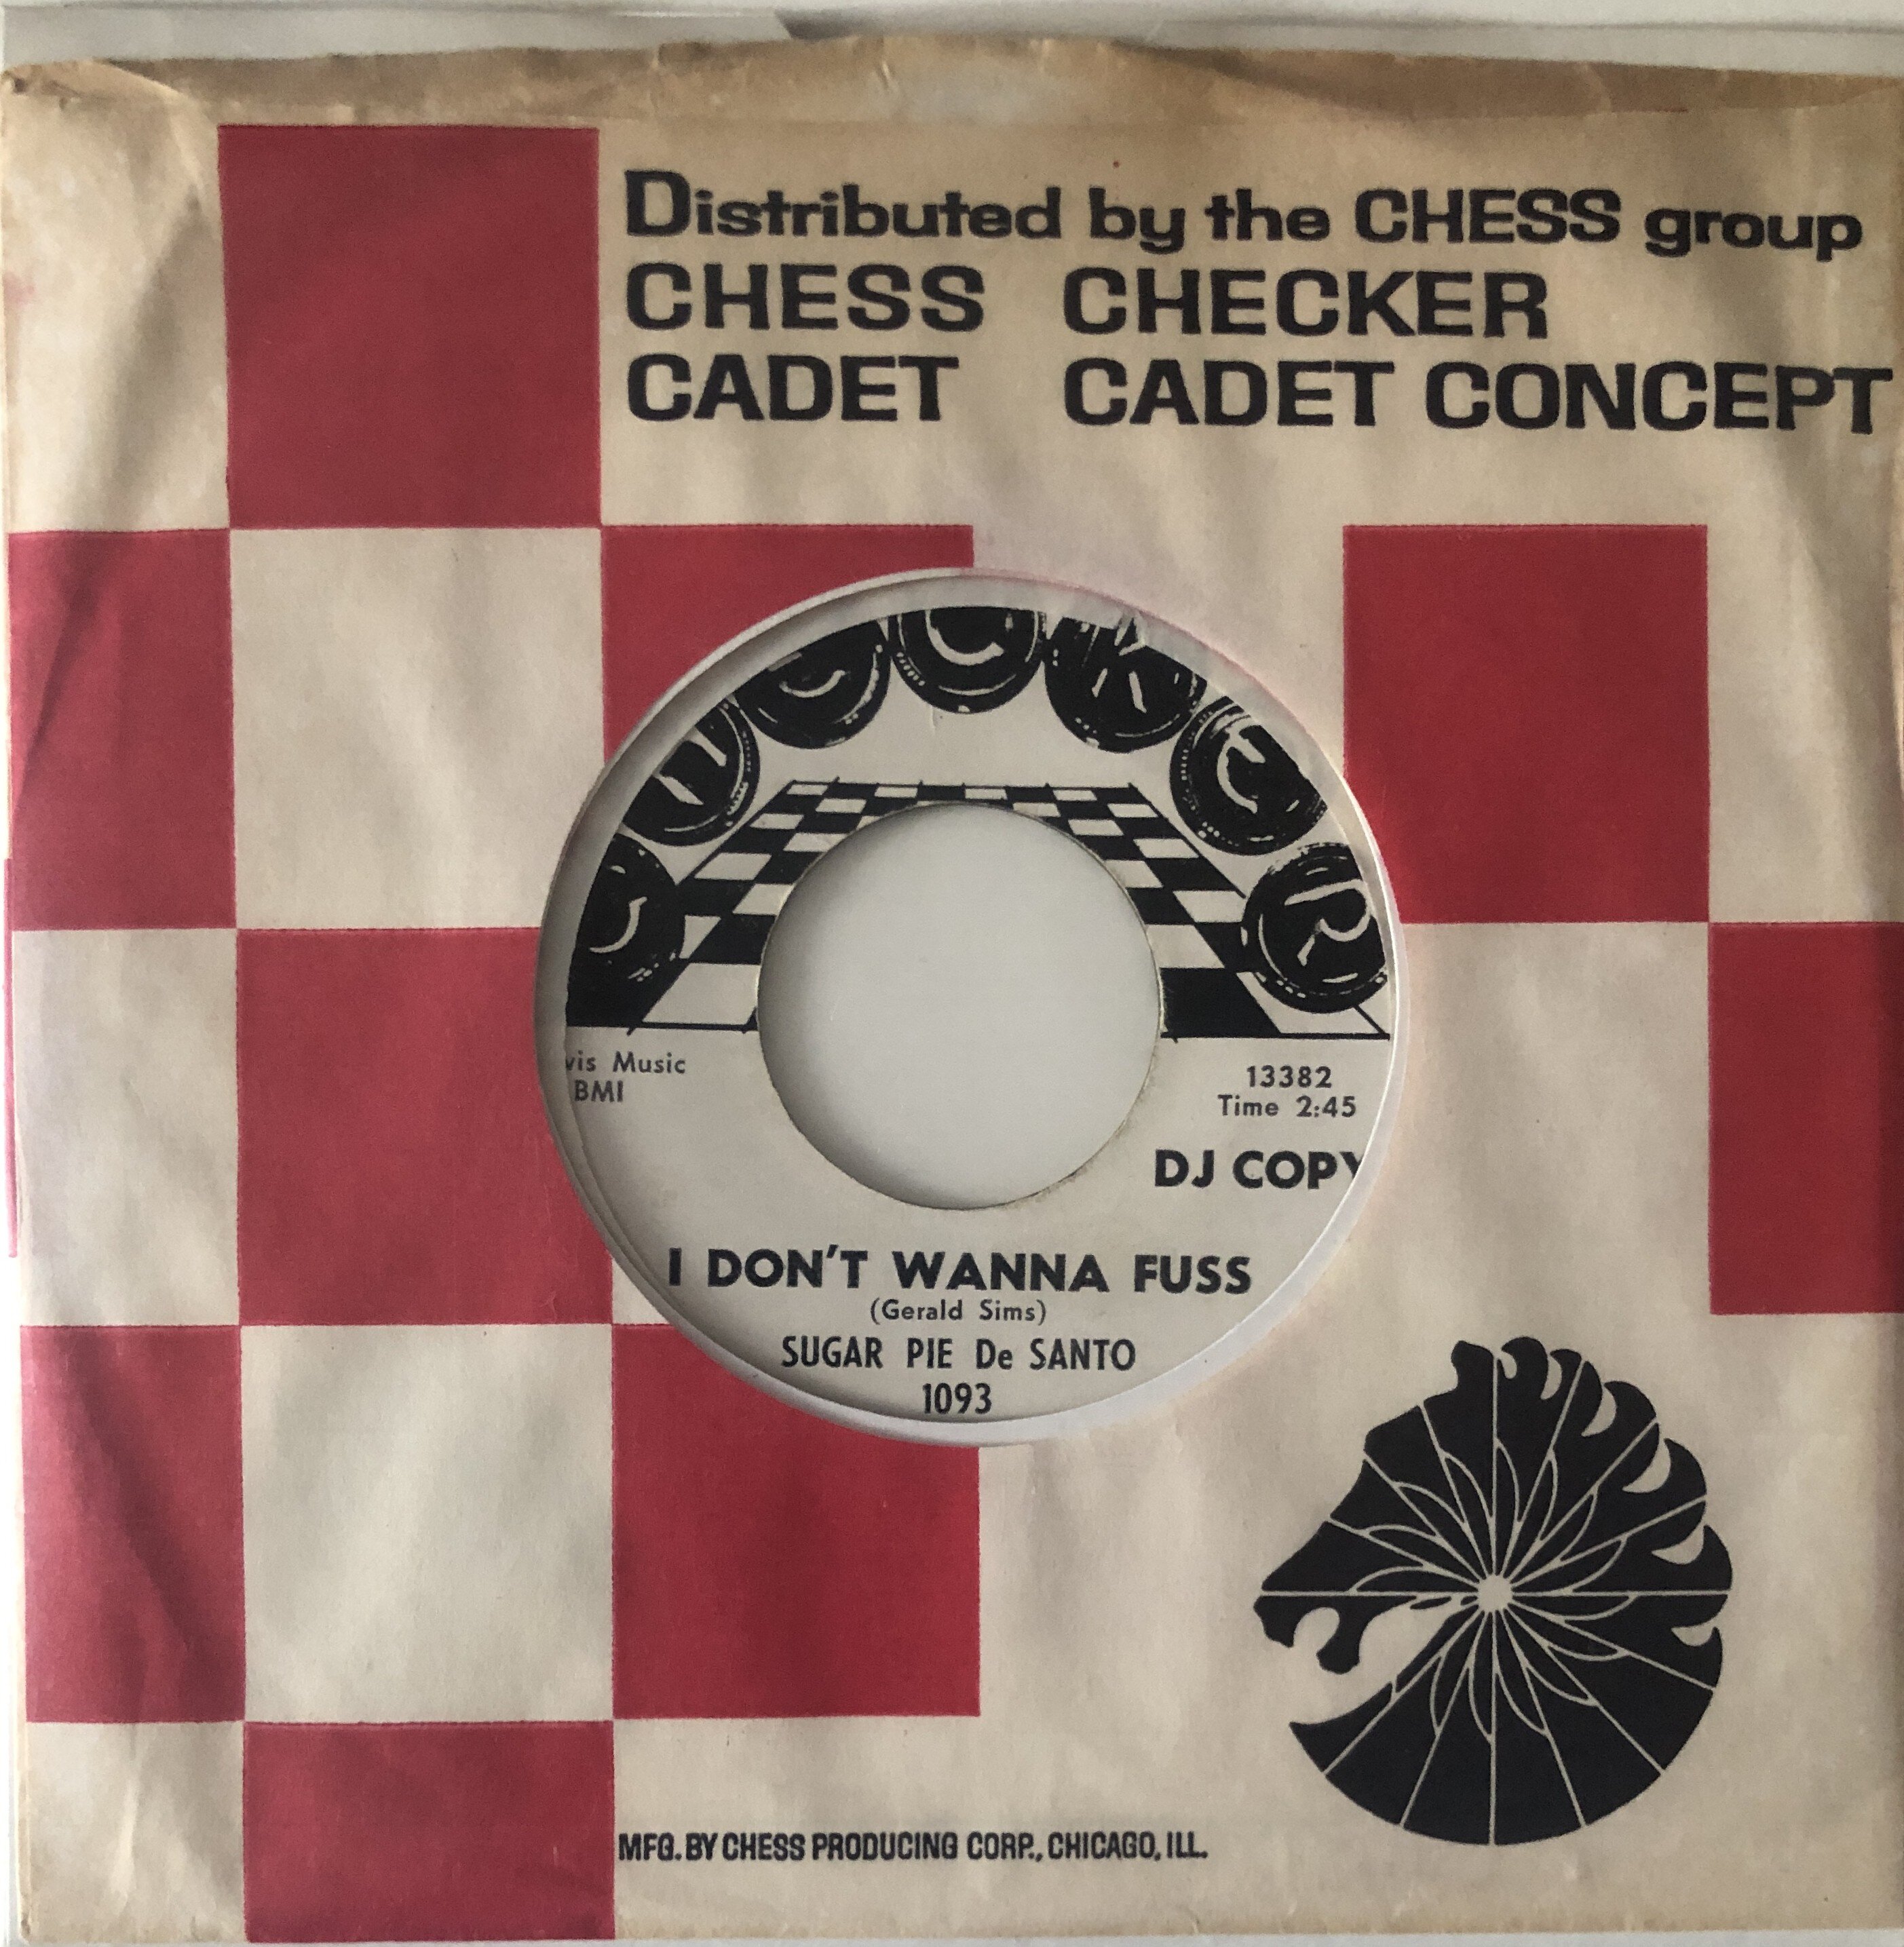 Distributed by the CHESS group
CHESS CHECKER
CADET CADET CONCEPT
C H E C K E R
vis Music
BMI
13382
Time 2:45
DJ COPY
I DON'T WANNA FUSS
(Gerald Sims)
SUGAR PIE De SANTO
1093
MFG. BY CHESS PRODUCING CORP., CHICAGO, ILL.